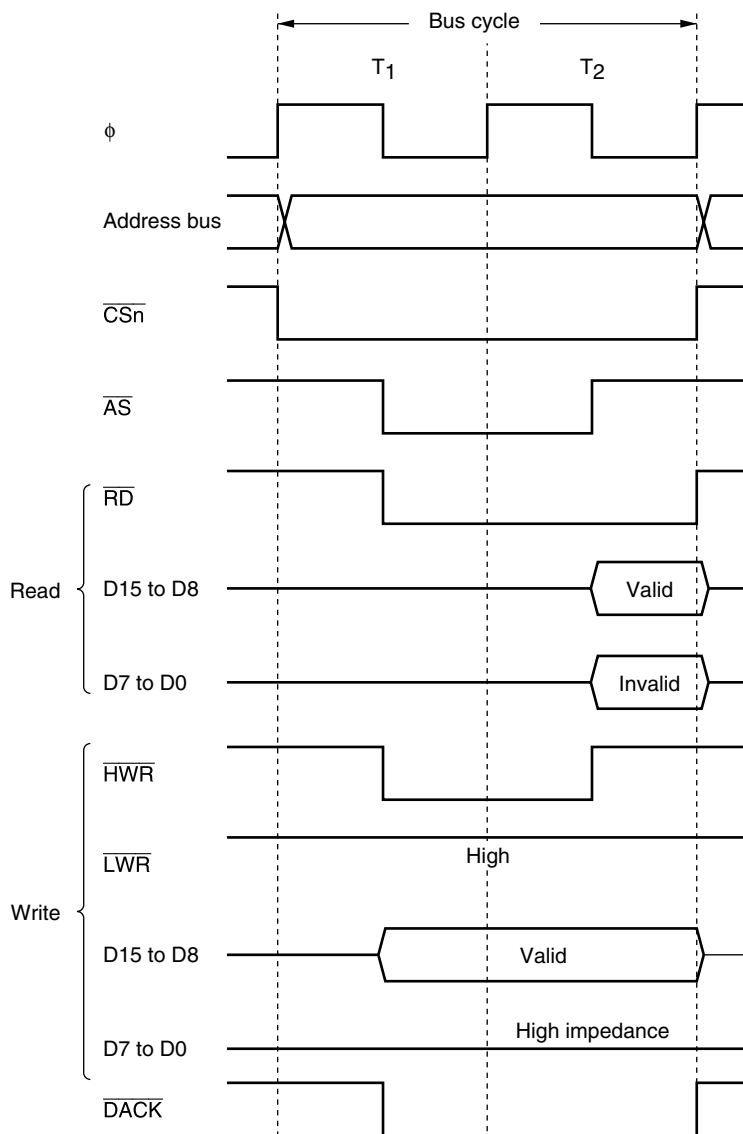 Bus cycle
T1 T2
ϕ
Address bus
CSn
AS
RD
Read
D15 to D8 Valid
D7 to D0 Invalid
HWR
LWR High
Write
D15 to D8 Valid
High impedance
D7 to D0
DACK